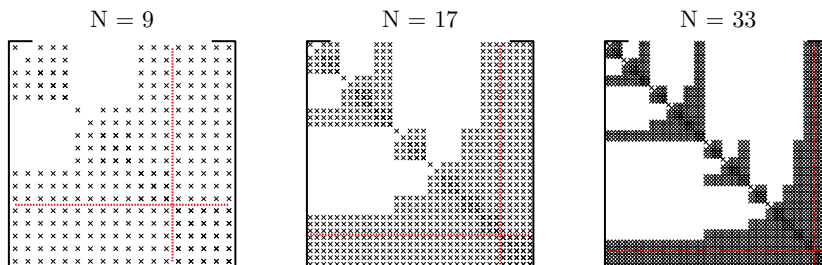 N = 9
N = 17
N = 33